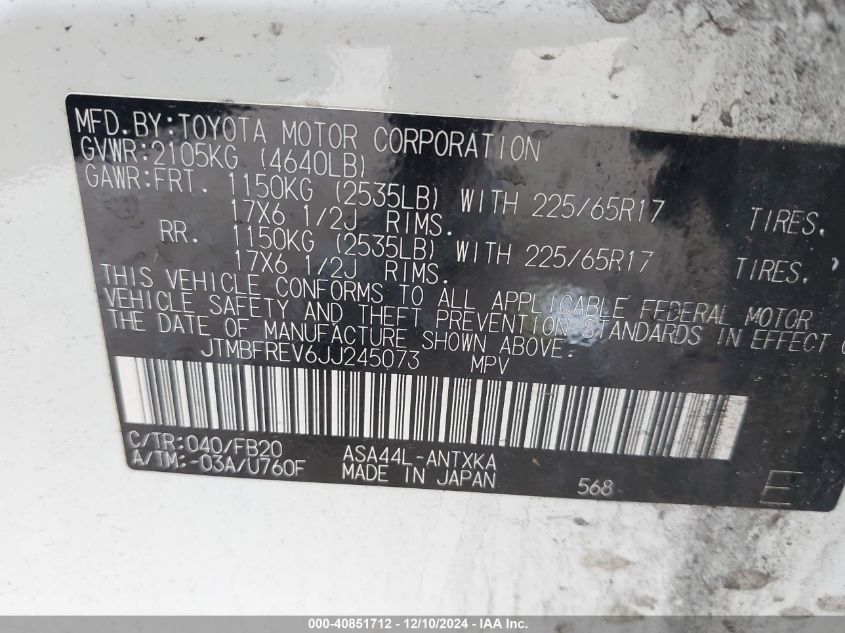 MFD.BY:TOYOTA MOTOR CORPORATION
GVWR:2105KG (4640LB)
GAWR:FRT. 1150KG (2535LB) WITH 225/65R17 TIRES.
17X6 1/2J RIMS.
RR. 1150KG (2535LB) WITH 225/65R17 TIRES.
17X6 1/2J RIMS.
THIS VEHICLE CONFORMS TO ALL APPLICABLE FEDERAL MOTOR
VEHICLE SAFETY AND THEFT PREVENTION STANDARDS IN EFFECT
THE DATE OF MANUFACTURE SHOWN ABOVE.
JTMBFREV6JJ245073 MPV
C/TR:040/FB20 ASA44L-ANTXKA
A/TM:-03A/U760F MADE IN JAPAN 568 E
000-40851712 - 12/10/2024 - IAA Inc.